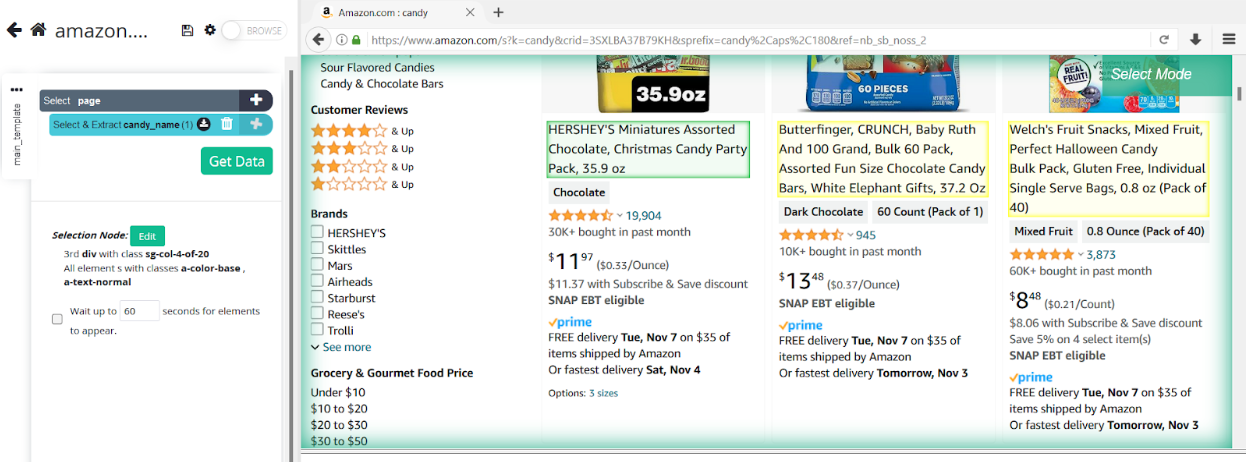 amazon.... BROWSE
main_template
Select page
Select & Extract candy_name (1)
Get Data
Selection Node: Edit
3rd div with class sg-col-4-of-20
All element s with classes a-color-base ,
a-text-normal
Wait up to 60 seconds for elements
to appear.
Amazon.com : candy
https://www.amazon.com/s?k=candy&crid=3SXLBA37B79KH&sprefix=candy%2Caps%2C180&ref=nb_sb_noss_2
Select Mode
Sour Flavored Candies
Candy & Chocolate Bars
Customer Reviews
& Up
& Up
& Up
& Up
Brands
HERSHEY'S
Skittles
Mars
Airheads
Starburst
Reese's
Trolli
See more
Grocery & Gourmet Food Price
Under $10
$10 to $20
$20 to $30
$30 to $50
35.9oz
HERSHEY'S Miniatures Assorted
Chocolate, Christmas Candy Party
Pack, 35.9 oz
Chocolate
19,904
30K+ bought in past month
$1197 ($0.33/Ounce)
$11.37 with Subscribe & Save discount
SNAP EBT eligible
prime
FREE delivery Tue, Nov 7 on $35 of
items shipped by Amazon
Or fastest delivery Sat, Nov 4
Options: 3 sizes
60 PIECES
Butterfinger, CRUNCH, Baby Ruth
And 100 Grand, Bulk 60 Pack,
Assorted Fun Size Chocolate Candy
Bars, White Elephant Gifts, 37.2 Oz
Dark Chocolate 60 Count (Pack of 1)
945
10K+ bought in past month
$1348 ($0.37/Ounce)
SNAP EBT eligible
prime
FREE delivery Tue, Nov 7 on $35 of
items shipped by Amazon
Or fastest delivery Tomorrow, Nov 3
REAL
FRUIT!
Welch's Fruit Snacks, Mixed Fruit,
Perfect Halloween Candy
Bulk Pack, Gluten Free, Individual
Single Serve Bags, 0.8 oz (Pack of
40)
Mixed Fruit 0.8 Ounce (Pack of 40)
3,873
60K+ bought in past month
$848 ($0.21/Count)
$8.06 with Subscribe & Save discount
Save 5% on 4 select item(s)
SNAP EBT eligible
prime
FREE delivery Tue, Nov 7 on $35 of
items shipped by Amazon
Or fastest delivery Tomorrow, Nov 3